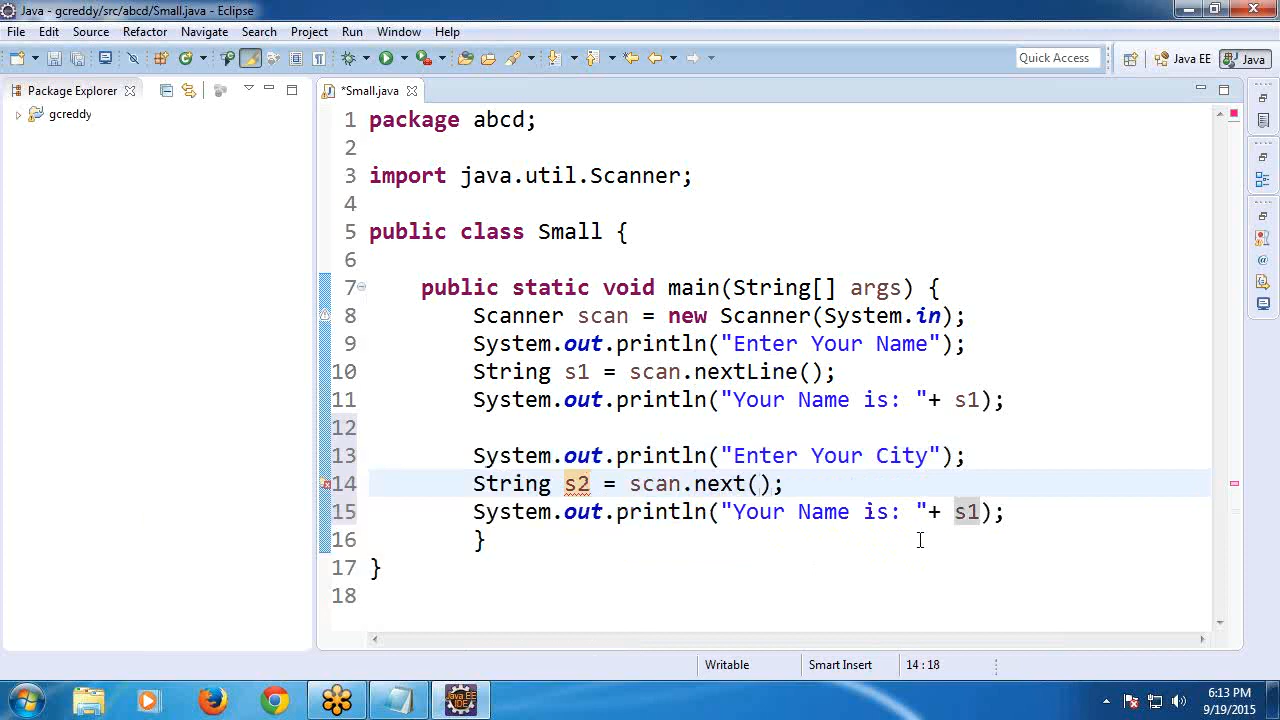 Java - gcreddy/src/abcd/Small.java - Eclipse
File Edit Source Refactor Navigate Search Project Run Window Help
Quick Access Java EE Java
Package Explorer *Small.java
gcreddy
1 package abcd;
2
3 import java.util.Scanner;
4
5 public class Small {
6
7 public static void main(String[] args) {
8 Scanner scan = new Scanner(System.in);
9 System.out.println("Enter Your Name");
10 String s1 = scan.nextLine();
11 System.out.println("Your Name is: "+ s1);
12
13 System.out.println("Enter Your City");
14 String s2 = scan.next();
15 System.out.println("Your Name is: "+ s1);
16 }
17 }
18
Writable Smart Insert 14 : 18
Java EE
IDE
6:13 PM
9/19/2015